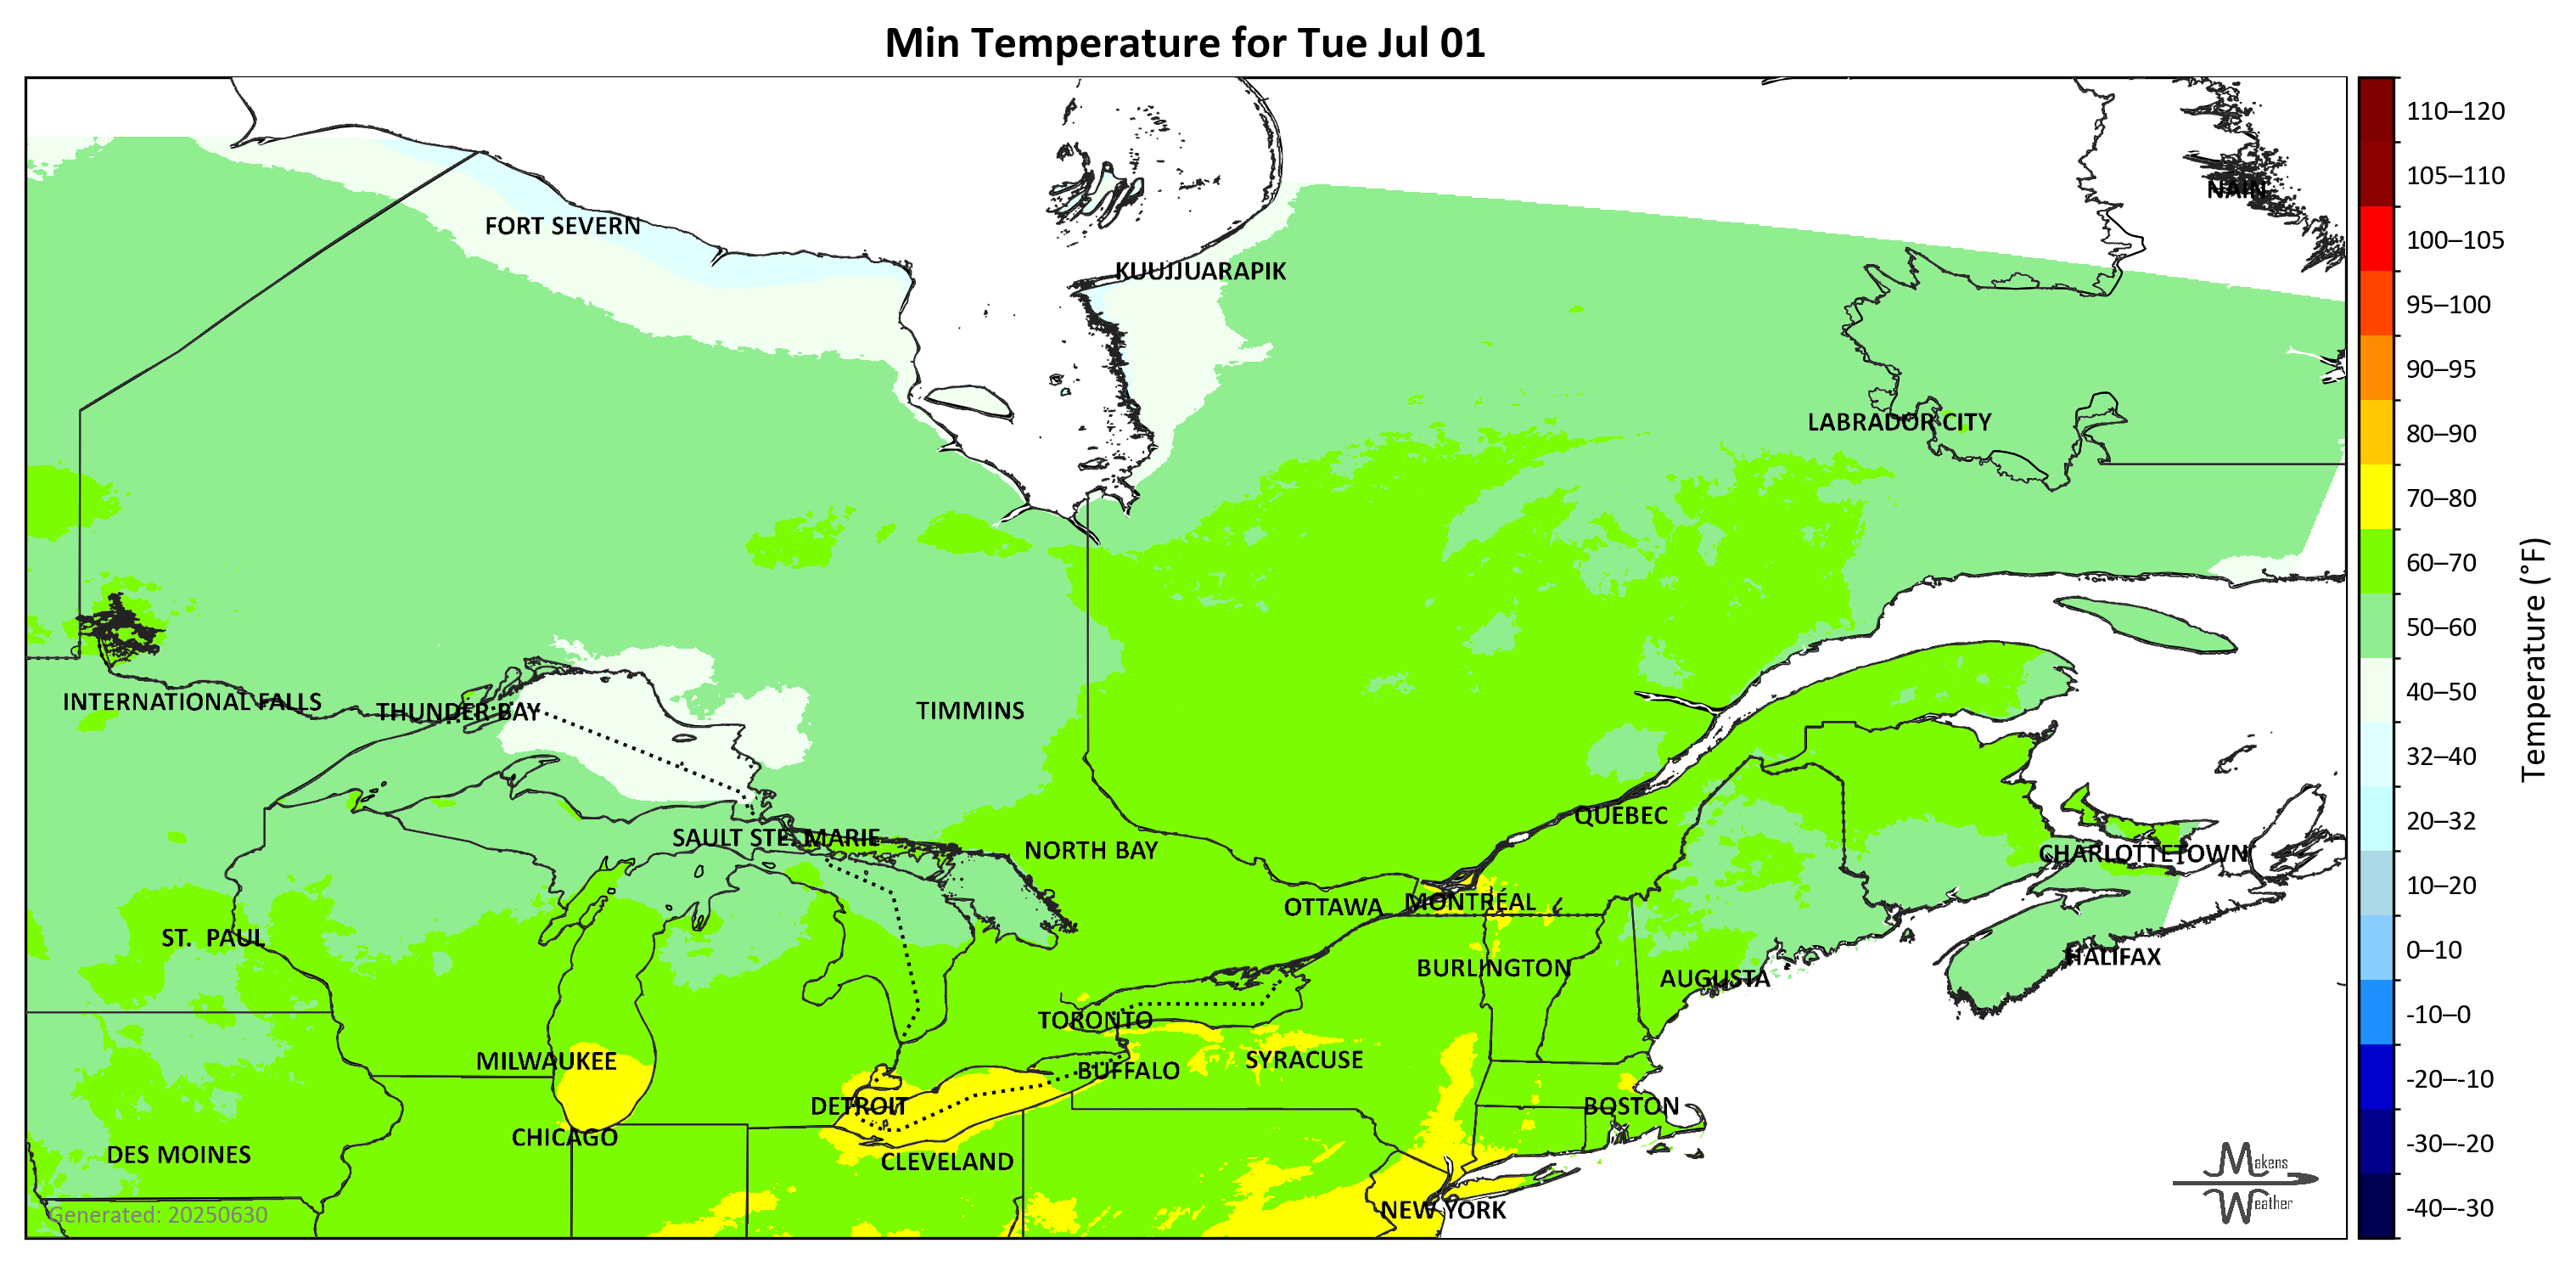 Min Temperature for Tue Jul 01
110–120
105–110
NAIN
FORT SEVERN
100–105
KUUJJUARAPIK
95–100
90–95
LABRADOR CITY
80–90
70–80
60–70
50–60
Temperature (°F)
40–50
INTERNATIONAL FALLS
THUNDER BAY
TIMMINS
32–40
QUÉBEC
20–32
SAULT STE. MARIE
NORTH BAY
CHARLOTTETOWN
10–20
OTTAWA
MONTRÉAL
ST. PAUL
0–10
HALIFAX
BURLINGTON
AUGUSTA
-10–0
TORONTO
MILWAUKEE
SYRACUSE
BUFFALO
-20–-10
DETROIT
BOSTON
CHICAGO
-30–-20
DES MOINES
CLEVELAND
Makens
Weather
-40–-30
NEW YORK
Generated: 20250630